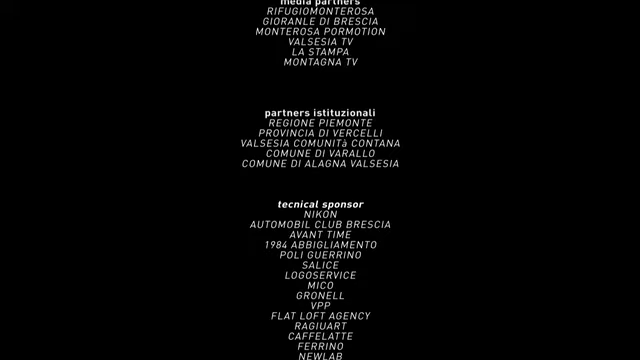 media partners
RIFUGIOMONTEROSA
GIORANLE DI BRESCIA
MONTEROSA PORMOTION
VALSESIA TV
LA STAMPA
MONTAGNA TV
partners istituzionali
REGIONE PIEMONTE
PROVINCIA DI VERCELLI
VALSESIA COMUNITà CONTANA
COMUNE DI VARALLO
COMUNE DI ALAGNA VALSESIA
tecnical sponsor
NIKON
AUTOMOBIL CLUB BRESCIA
AVANT TIME
1984 ABBIGLIAMENTO
POLI GUERRINO
SALICE
LOGOSERVICE
MICO
GRONELL
VPP
FLAT LOFT AGENCY
RAGIUART
CAFFELATTE
FERRINO
NEWLAB